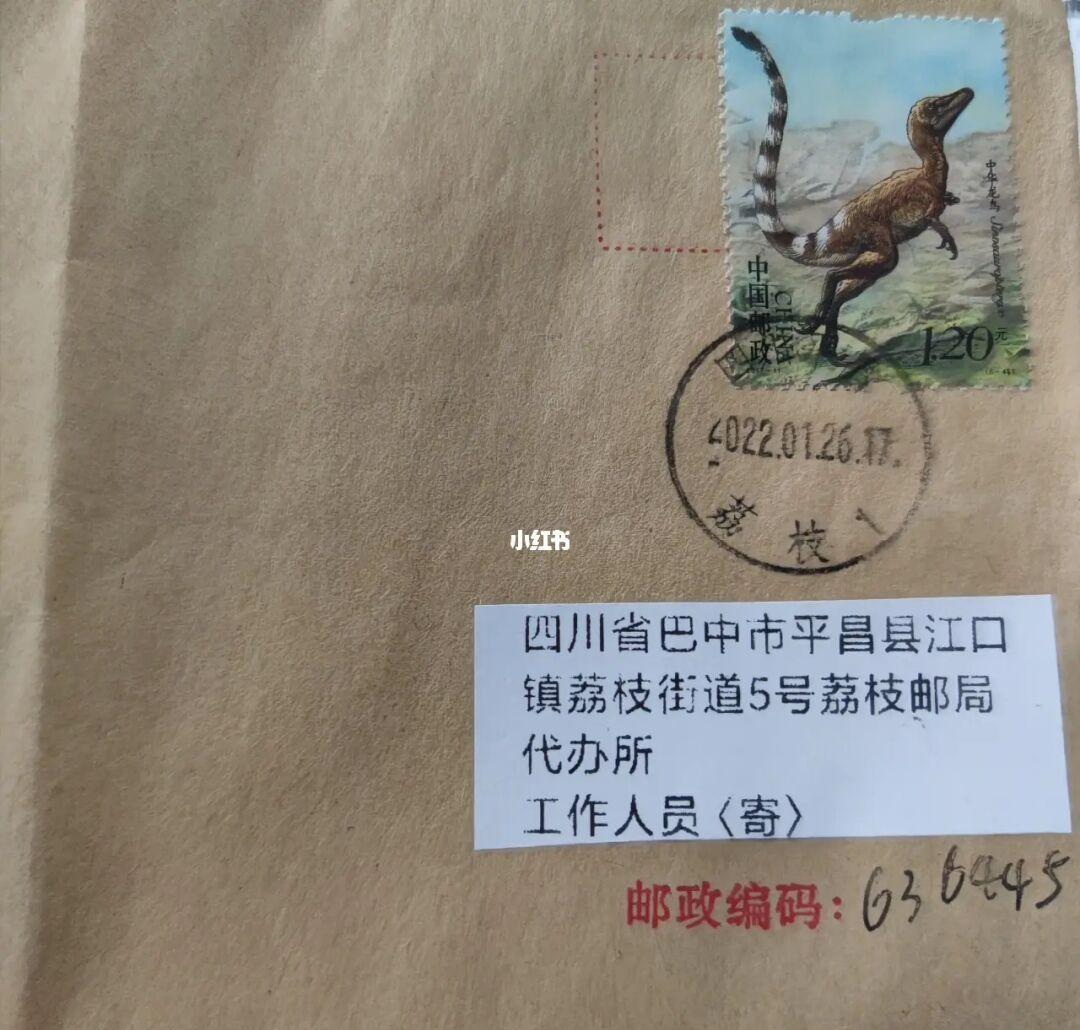 中华龙鸟 Sinosauropteryx
中国邮政
CHINA
1.20元
2022.01.26.17
荔枝
小红书
四川省巴中市平昌县江口
镇荔枝街道5号荔枝邮局
代办所
工作人员〈寄〉
邮政编码：636445